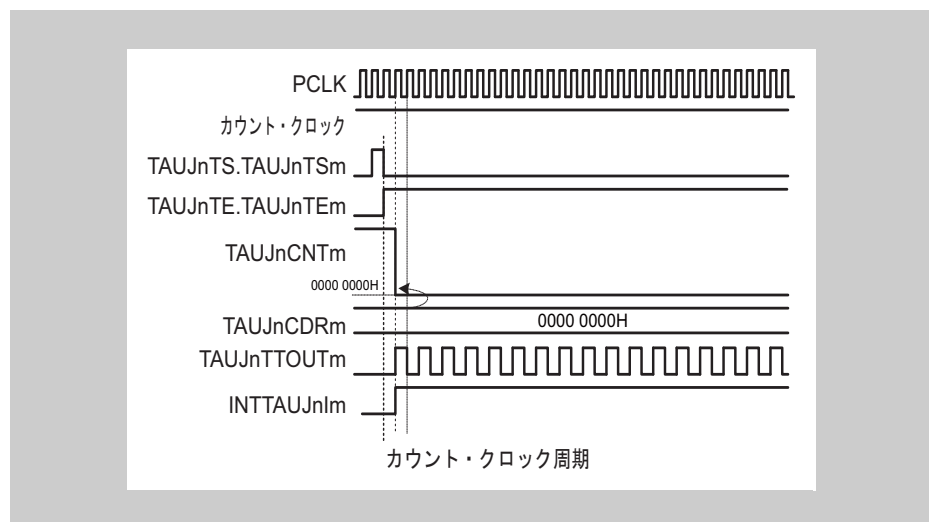 PCLK
カウント・クロック
TAUJnTS.TAUJnTSm
TAUJnTE.TAUJnTEm
TAUJnCNTm
0000 0000H
TAUJnCDRm
0000 0000H
TAUJnTTOUTm
INTTAUJnIm
カウント・クロック周期